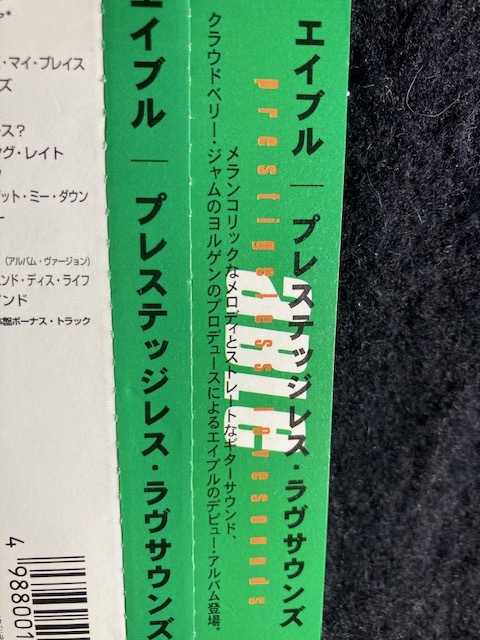 エイブル ― プレステッジレス・ラヴサウンズ
prestigeless lovesounds
able
メランコリックなメロディとストレートなギターサウンド、
クラウドベリー・ジャムのヨルゲンのプロデュースによるエイブルのデビュー・アルバム登場。
エイブル ― プレステッジレス・ラヴサウンズ
・マイ・プレイス
ズ
ース?
グ・レイト
ット・ミー・ダウン
ー
(アルバム・ヴァージョン)
エンド・ディス・ライフ
インド
本盤ボーナス・トラック
4 988001